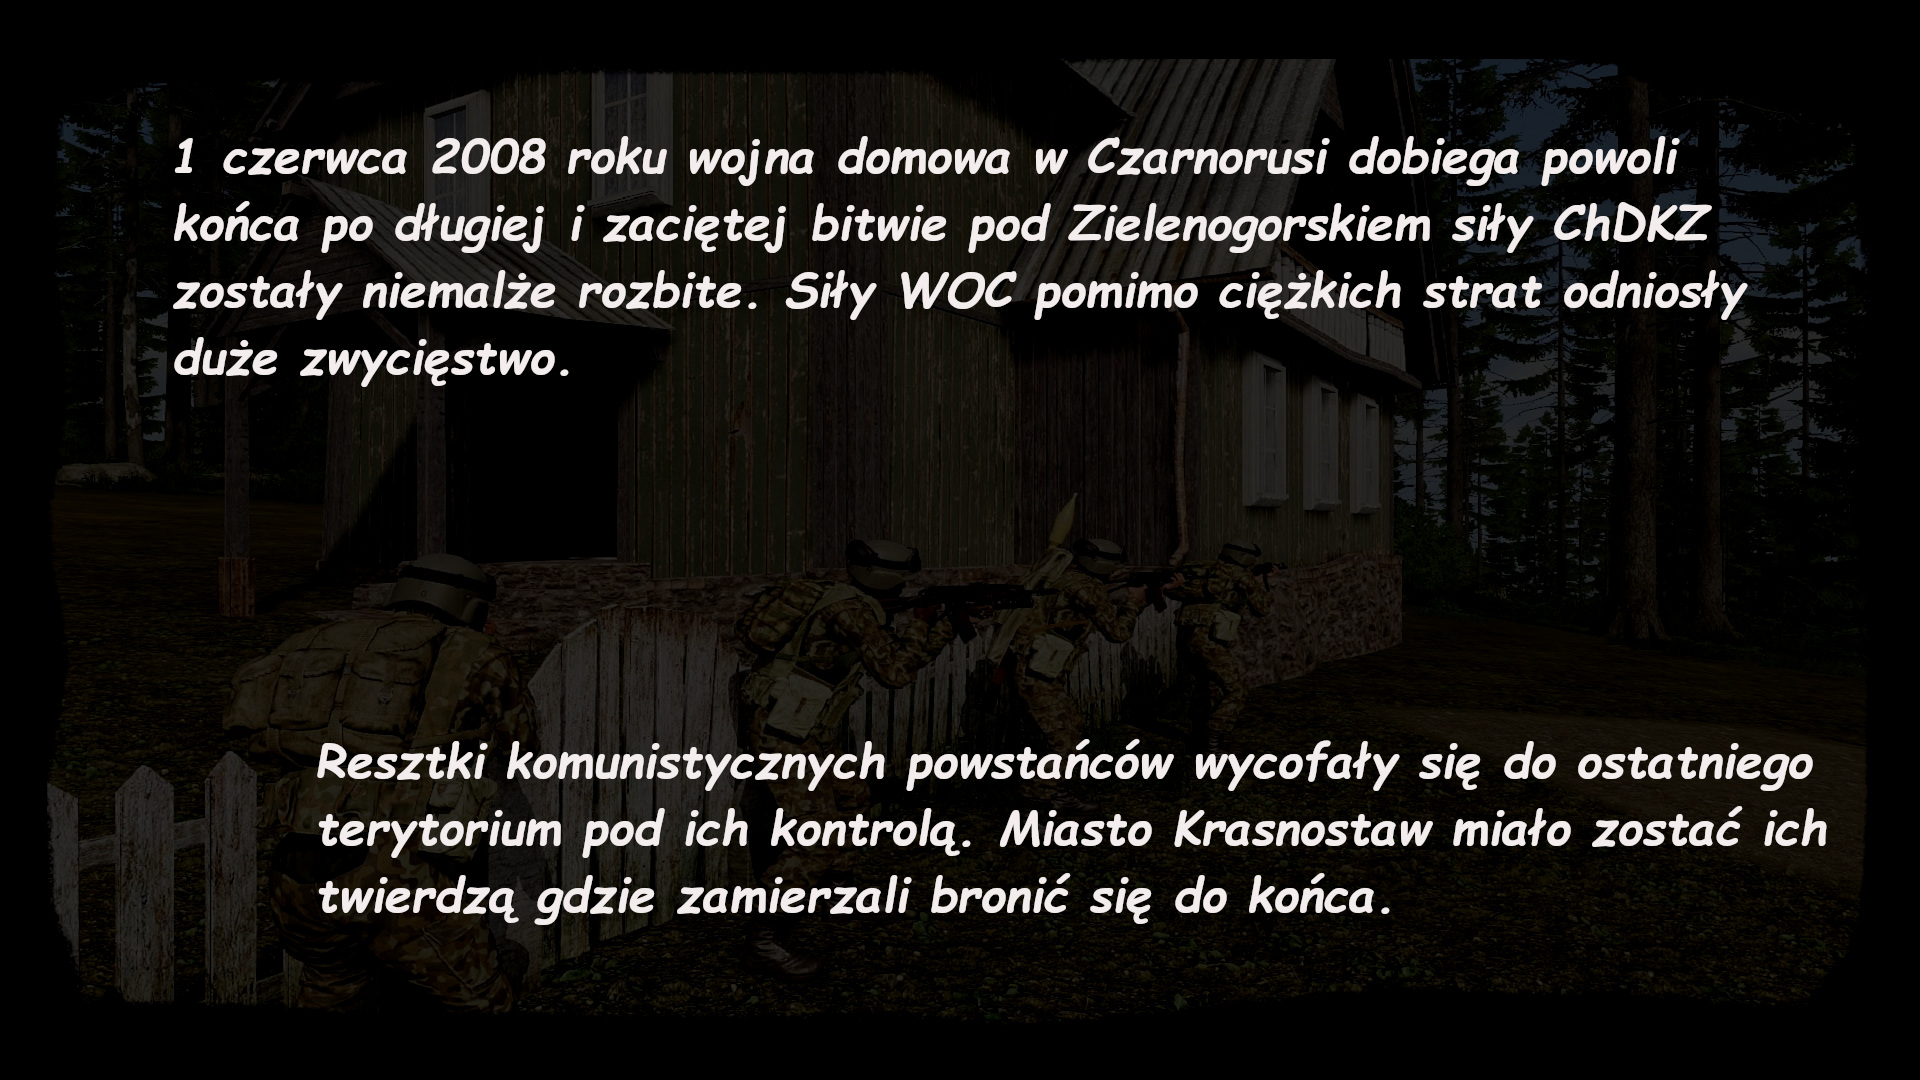 1 czerwca 2008 roku wojna domowa w Czarnorusi dobiega powoli
końca po długiej i zaciętej bitwie pod Zielenogorskiem siły ChDKZ
zostały niemalże rozbite. Siły WOC pomimo ciężkich strat odniosły
duże zwycięstwo.
Resztki komunistycznych powstańców wycofały się do ostatniego
terytorium pod ich kontrolą. Miasto Krasnostaw miało zostać ich
twierdzą gdzie zamierzali bronić się do końca.